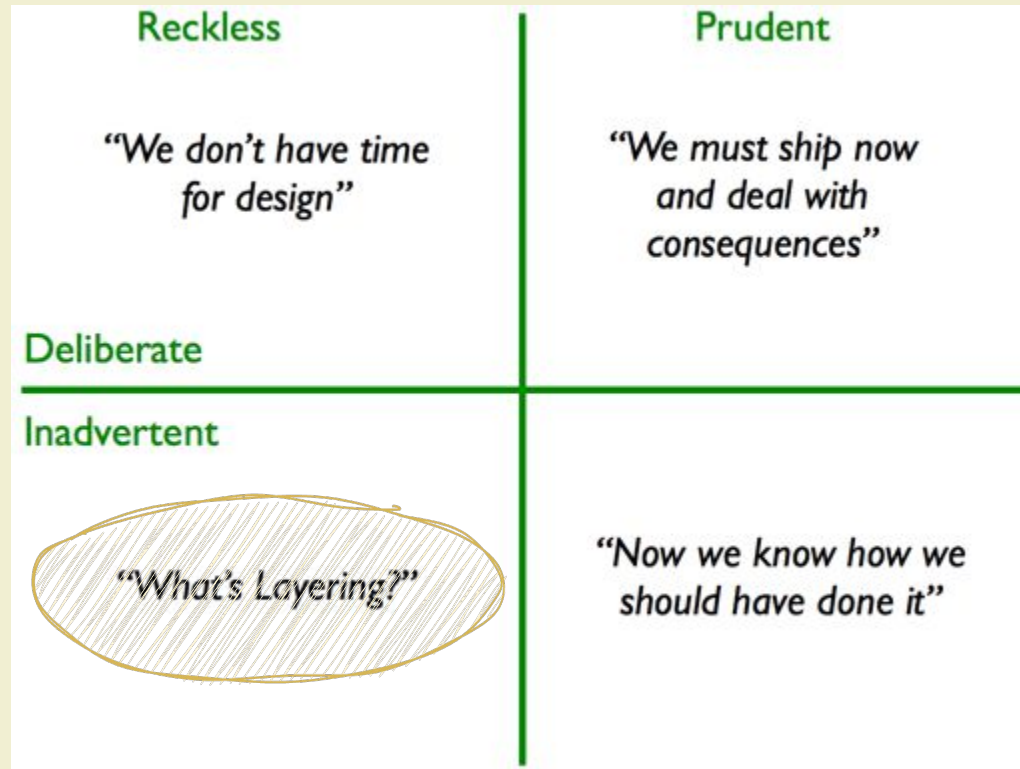 Reckless
Prudent
“We don’t have time
for design”
“We must ship now
and deal with
consequences”
Deliberate
Inadvertent
“What’s Layering?”
“Now we know how we
should have done it”